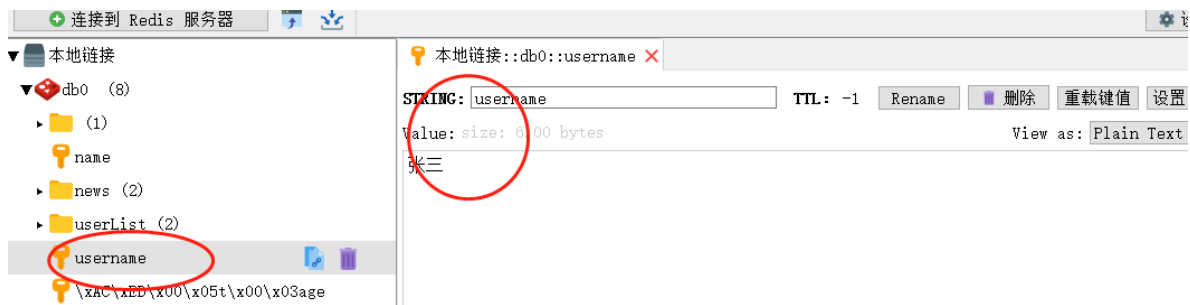 连接到 Redis 服务器
本地链接
db0 (8)
(1)
name
news (2)
userList (2)
username
\xAC\xED\x00\x05t\x00\x03age
本地链接::db0::username
STRING: username TTL: -1 Rename 删除 重载键值 设置
Value: size: 6.00 bytes View as: Plain Text
张三